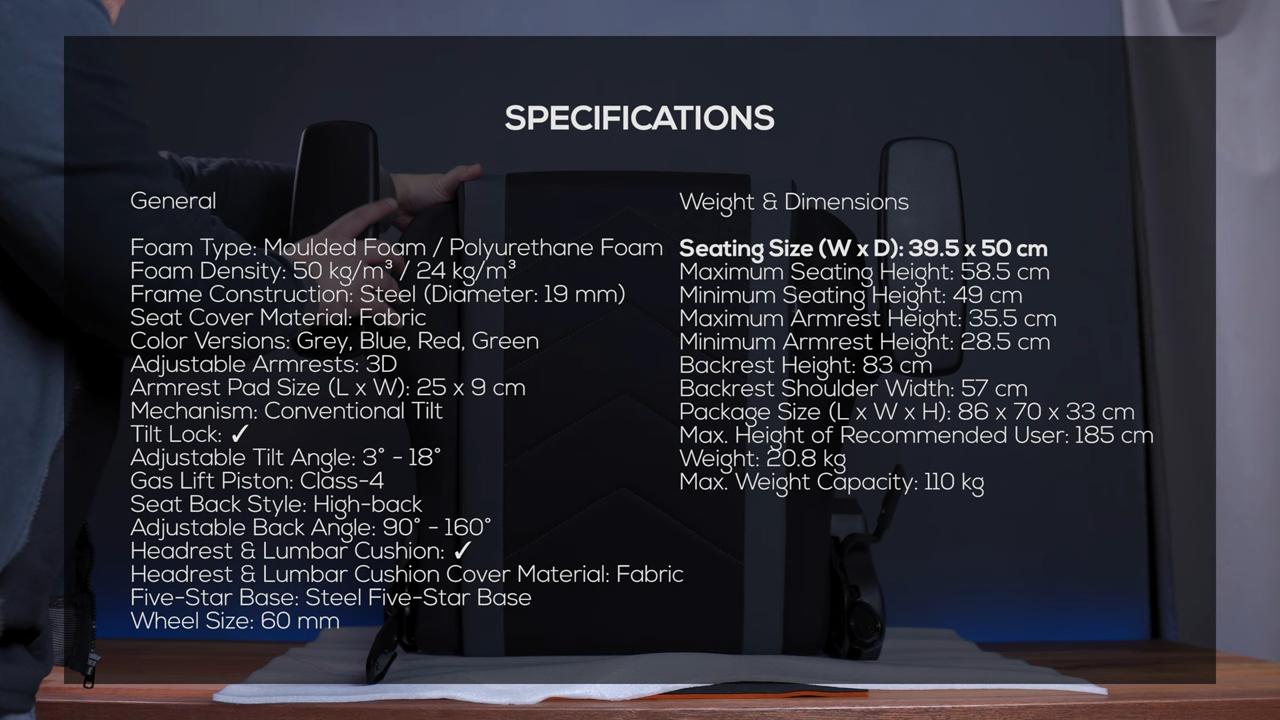 SPECIFICATIONS
General
Foam Type: Moulded Foam / Polyurethane Foam
Foam Density: 50 kg/m³ / 24 kg/m³
Frame Construction: Steel (Diameter: 19 mm)
Seat Cover Material: Fabric
Color Versions: Grey, Blue, Red, Green
Adjustable Armrests: 3D
Armrest Pad Size (L x W): 25 x 9 cm
Mechanism: Conventional Tilt
Tilt Lock: ✓
Adjustable Tilt Angle: 3° - 18°
Gas Lift Piston: Class-4
Seat Back Style: High-back
Adjustable Back Angle: 90° - 160°
Headrest & Lumbar Cushion: ✓
Headrest & Lumbar Cushion Cover Material: Fabric
Five-Star Base: Steel Five-Star Base
Wheel Size: 60 mm
Weight & Dimensions
Seating Size (W x D): 39.5 x 50 cm
Maximum Seating Height: 58.5 cm
Minimum Seating Height: 49 cm
Maximum Armrest Height: 35.5 cm
Minimum Armrest Height: 28.5 cm
Backrest Height: 83 cm
Backrest Shoulder Width: 57 cm
Package Size (L x W x H): 86 x 70 x 33 cm
Max. Height of Recommended User: 185 cm
Weight: 20.8 kg
Max. Weight Capacity: 110 kg